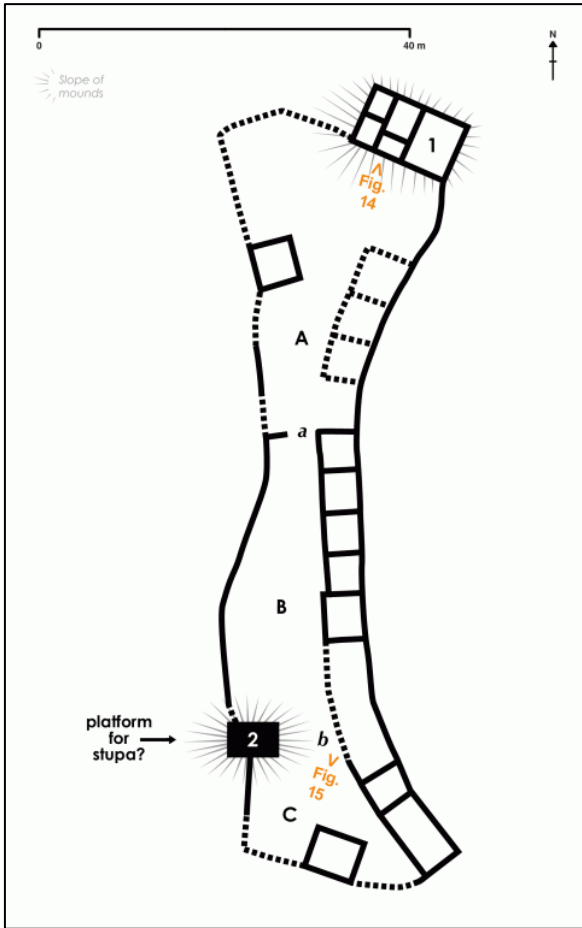 0
40 m
N
Slope of
mounds
1
V
Fig.
14
A
a
B
platform
for
stupa?
2
b
V
Fig.
15
C